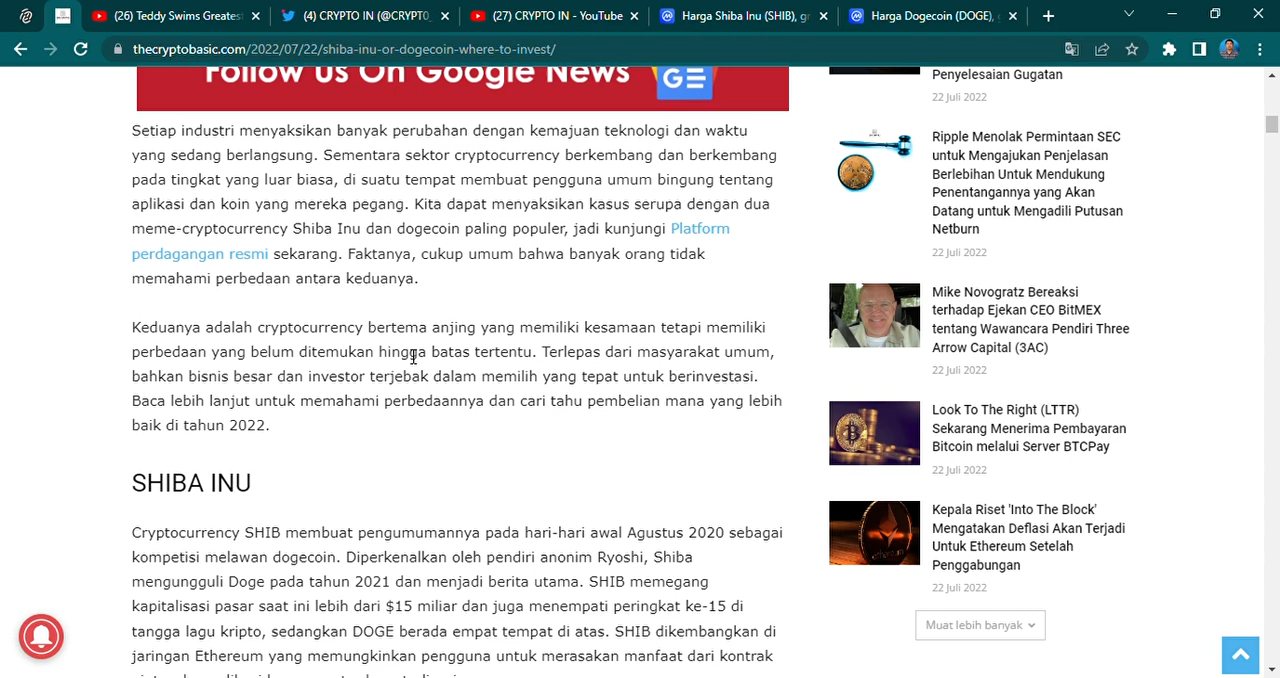 (26) Teddy Swims Greatest
(4) CRYPTO IN (@CRYPTO_
(27) CRYPTO IN - YouTube
Harga Shiba Inu (SHIB), gr
Harga Dogecoin (DOGE), g
thecryptobasic.com/2022/07/22/shiba-inu-or-dogecoin-where-to-invest/
Follow Us On Google News
GE
Setiap industri menyaksikan banyak perubahan dengan kemajuan teknologi dan waktu
yang sedang berlangsung. Sementara sektor cryptocurrency berkembang dan berkembang
pada tingkat yang luar biasa, di suatu tempat membuat pengguna umum bingung tentang
aplikasi dan koin yang mereka pegang. Kita dapat menyaksikan kasus serupa dengan dua
meme-cryptocurrency Shiba Inu dan dogecoin paling populer, jadi kunjungi Platform
perdagangan resmi sekarang. Faktanya, cukup umum bahwa banyak orang tidak
memahami perbedaan antara keduanya.
Keduanya adalah cryptocurrency bertema anjing yang memiliki kesamaan tetapi memiliki
perbedaan yang belum ditemukan hingga batas tertentu. Terlepas dari masyarakat umum,
bahkan bisnis besar dan investor terjebak dalam memilih yang tepat untuk berinvestasi.
Baca lebih lanjut untuk memahami perbedaannya dan cari tahu pembelian mana yang lebih
baik di tahun 2022.
SHIBA INU
Cryptocurrency SHIB membuat pengumumannya pada hari-hari awal Agustus 2020 sebagai
kompetisi melawan dogecoin. Diperkenalkan oleh pendiri anonim Ryoshi, Shiba
mengungguli Doge pada tahun 2021 dan menjadi berita utama. SHIB memegang
kapitalisasi pasar saat ini lebih dari $15 miliar dan juga menempati peringkat ke-15 di
tangga lagu kripto, sedangkan DOGE berada empat tempat di atas. SHIB dikembangkan di
jaringan Ethereum yang memungkinkan pengguna untuk merasakan manfaat dari kontrak
Penyelesaian Gugatan
22 Juli 2022
Ripple Menolak Permintaan SEC
untuk Mengajukan Penjelasan
Berlebihan Untuk Mendukung
Penentangannya yang Akan
Datang untuk Mengadili Putusan
Netburn
22 Juli 2022
Mike Novogratz Bereaksi
terhadap Ejekan CEO BitMEX
tentang Wawancara Pendiri Three
Arrow Capital (3AC)
22 Juli 2022
Look To The Right (LTTR)
Sekarang Menerima Pembayaran
Bitcoin melalui Server BTCPay
22 Juli 2022
Kepala Riset 'Into The Block'
Mengatakan Deflasi Akan Terjadi
Untuk Ethereum Setelah
Penggabungan
22 Juli 2022
Muat lebih banyak